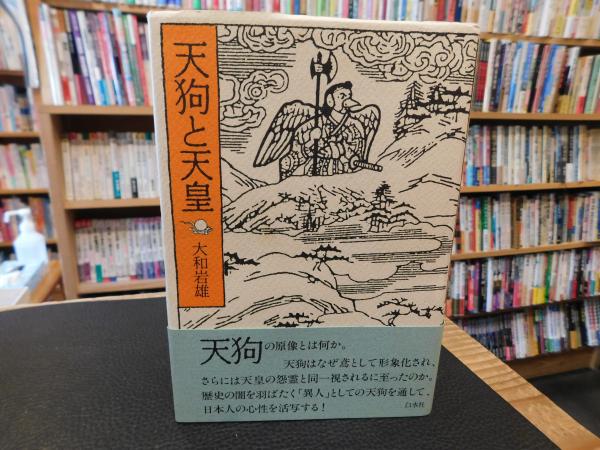 天狗と天皇
大和岩雄
天狗の原像とは何か。
天狗はなぜ鳶として形象化され、
さらには天皇の怨霊と同一視されるに至ったのか。
歴史の闇を羽ばたく「異人」としての天狗を通して、
日本人の心性を活写する!
白水社